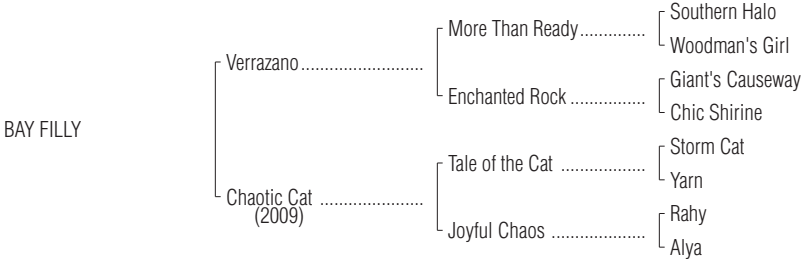 Southern Halo
More Than Ready..............
Woodman's Girl
Verrazano..........................
Giant's Causeway
Enchanted Rock ................
Chic Shirine
BAY FILLY
Storm Cat
Tale of the Cat ..................
Yarn
Chaotic Cat ......................
(2009)
Rahy
Joyful Chaos ....................
Alya